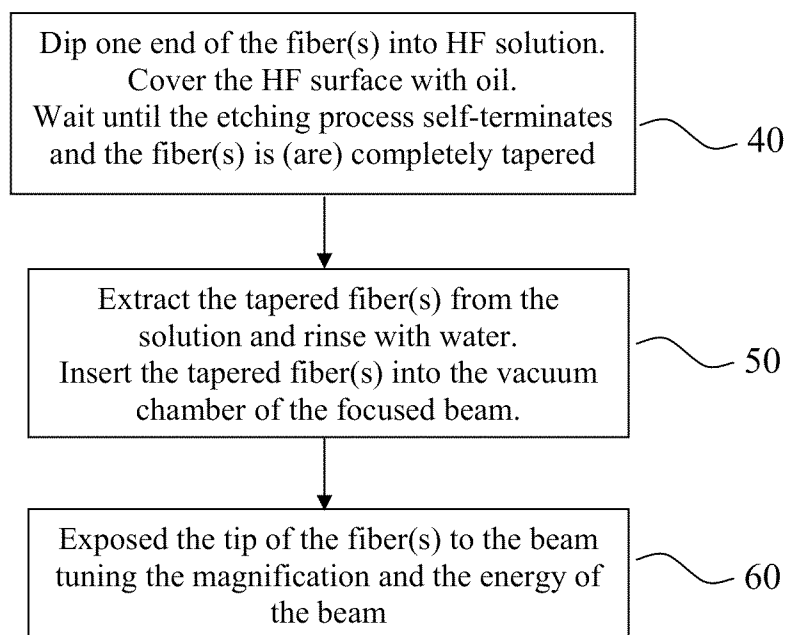 Dip one end of the fiber(s) into HF solution.
Cover the HF surface with oil.
Wait until the etching process self-terminates
and the fiber(s) is (are) completely tapered
40
Extract the tapered fiber(s) from the
solution and rinse with water.
Insert the tapered fiber(s) into the vacuum
chamber of the focused beam.
50
Exposed the tip of the fiber(s) to the beam
tuning the magnification and the energy of
the beam
60